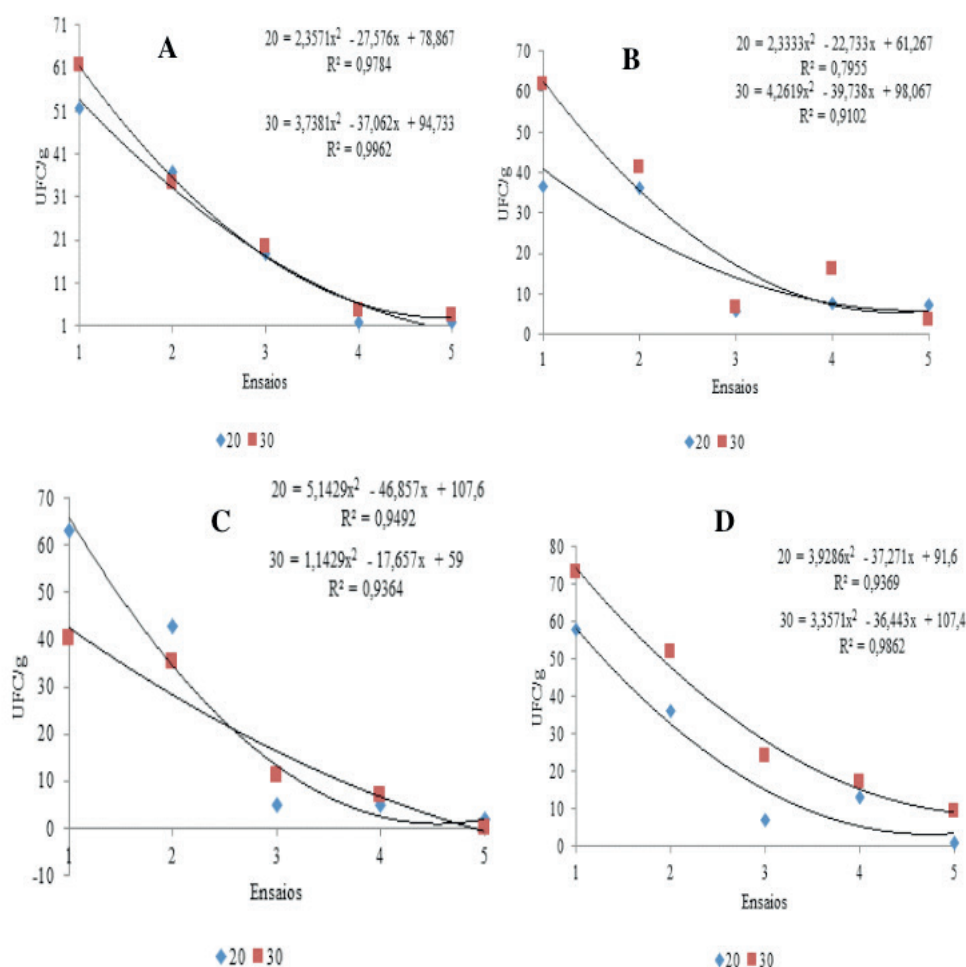 A
20 = 2,3571x² - 27,576x + 78,867
R² = 0,9784
30 = 3,7381x² - 37,062x + 94,733
R² = 0,9962
71
61
51
41
31
21
11
1
UFC/g
1 2 3 4 5
Ensaios
20 30
B
20 = 2,3333x² - 22,733x + 61,267
R² = 0,7955
30 = 4,2619x² - 39,738x + 98,067
R² = 0,9102
70
60
50
40
30
20
10
0
UFC/g
1 2 3 4 5
Ensaios
20 30
C
20 = 5,1429x² - 46,857x + 107,6
R² = 0,9492
30 = 1,1429x² - 17,657x + 59
R² = 0,9364
70
60
50
40
30
20
10
0
-10
UFC/g
1 2 3 4 5
Ensaios
20 30
D
20 = 3,9286x² - 37,271x + 91,6
R² = 0,9369
30 = 3,3571x² - 36,443x + 107,4
R² = 0,9862
80
70
60
50
40
30
20
10
0
UFC/g
1 2 3 4 5
Ensaios
20 30